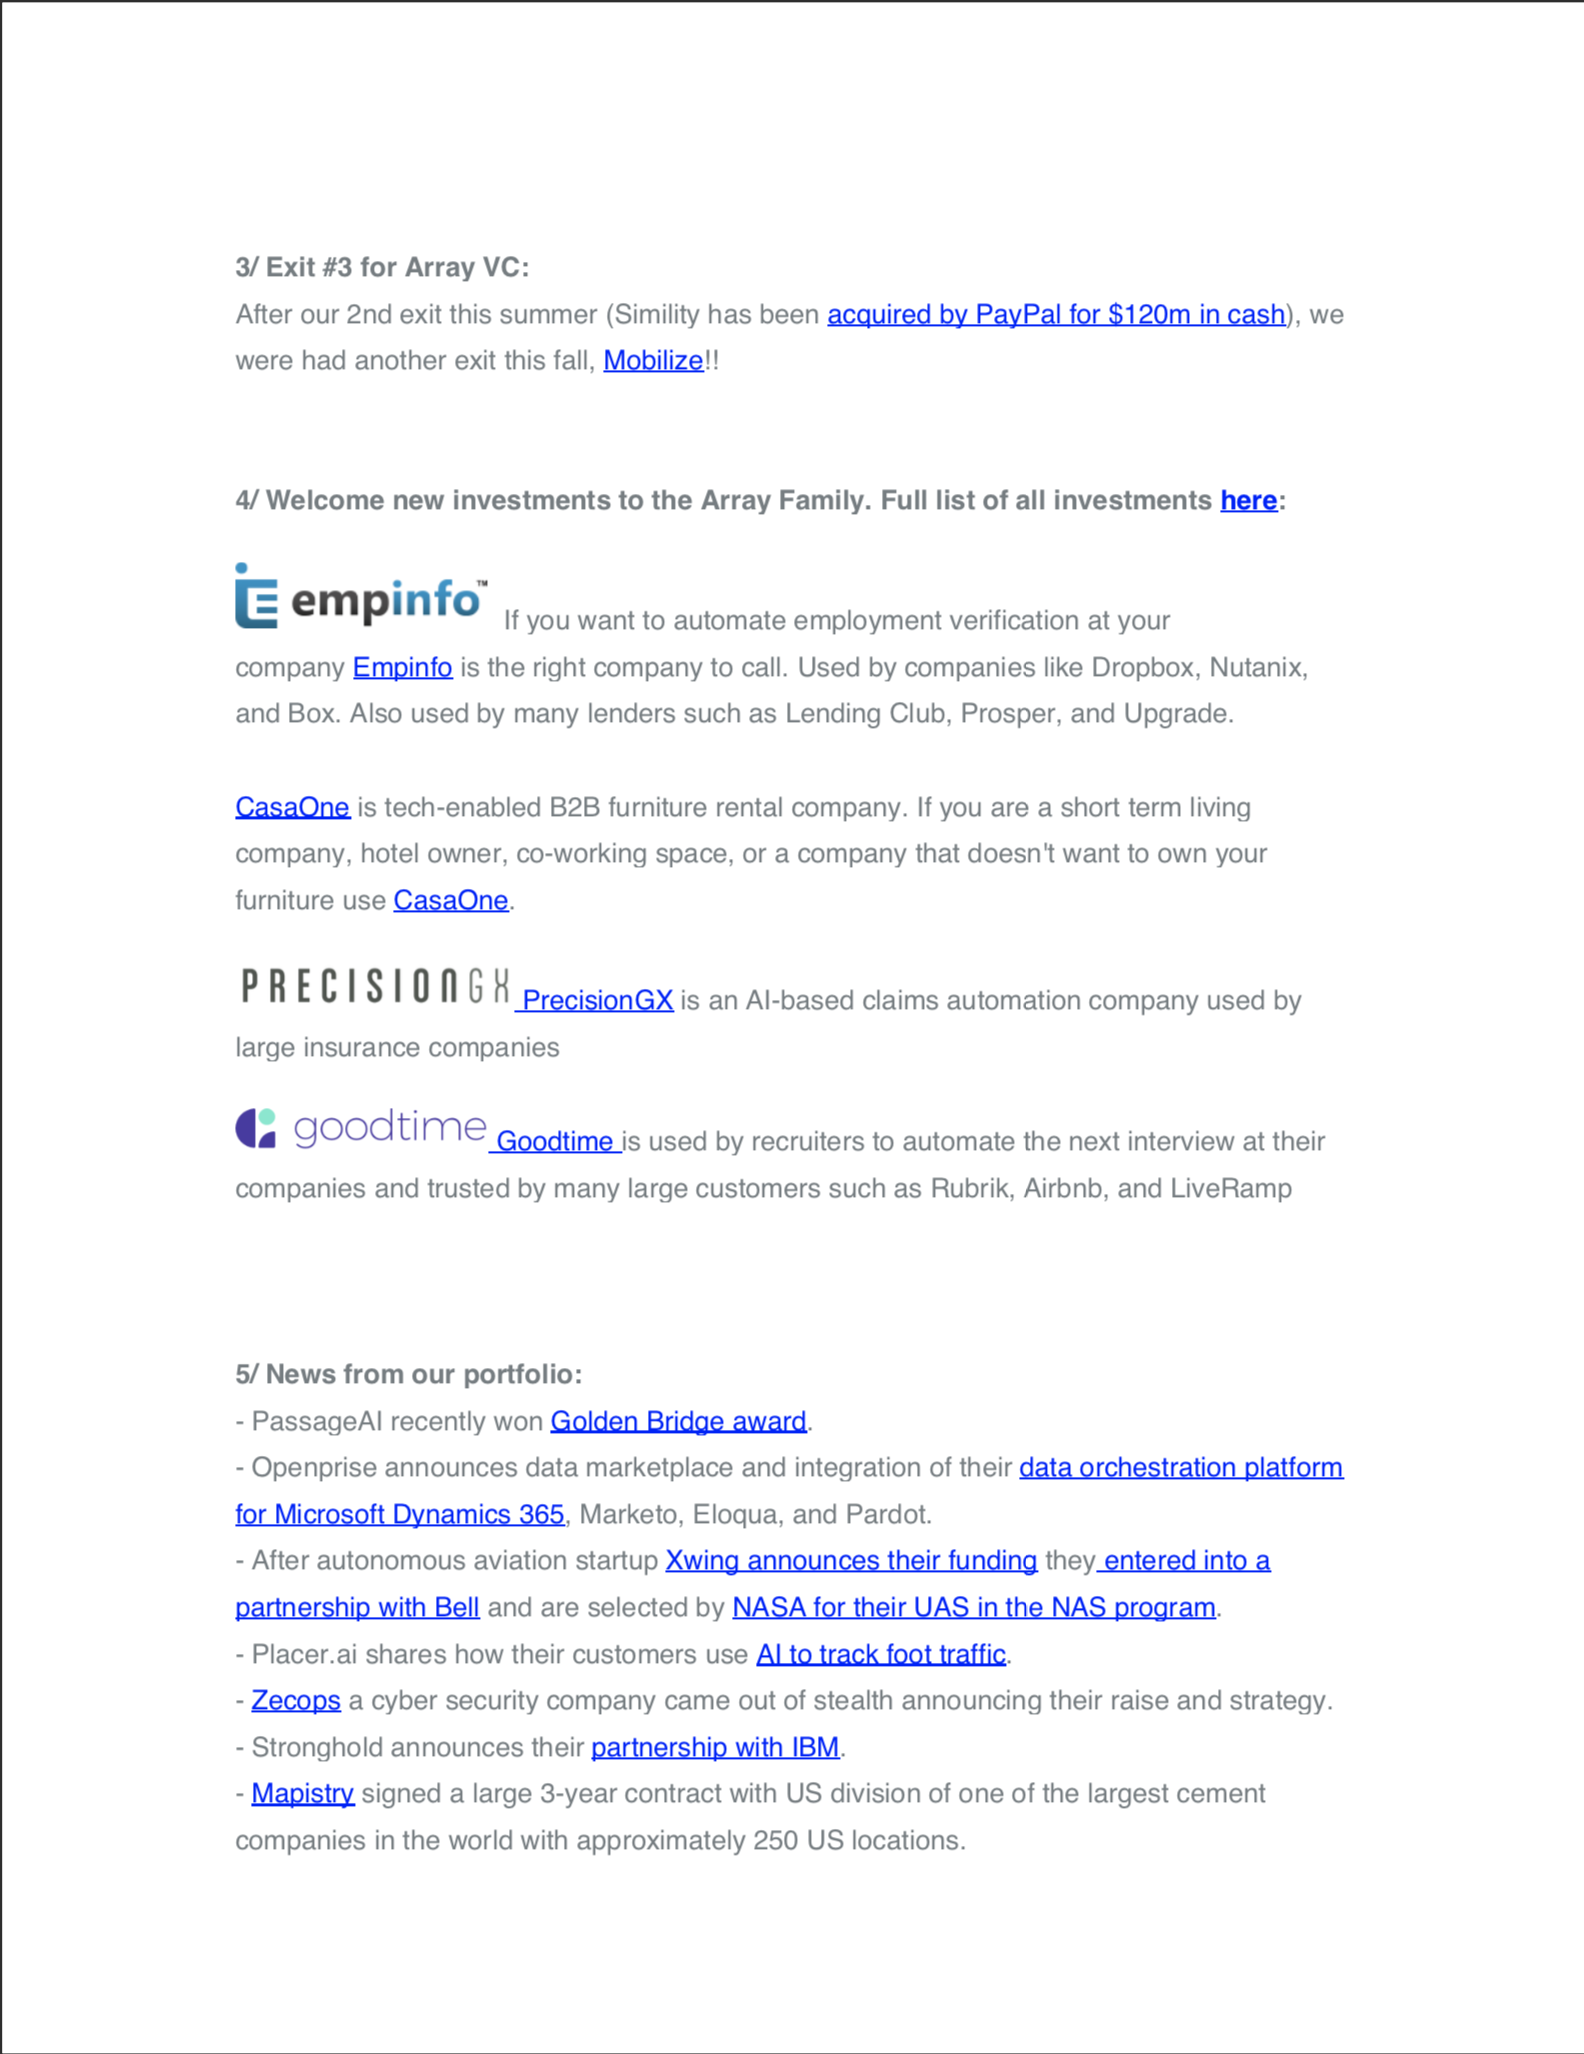 3/ Exit #3 for Array VC:
After our 2nd exit this summer (Simility has been acquired by PayPal for $120m in cash), we
were had another exit this fall, Mobilize!!
4/ Welcome new investments to the Array Family. Full list of all investments here:
empinfo™ If you want to automate employment verification at your
company Empinfo is the right company to call. Used by companies like Dropbox, Nutanix,
and Box. Also used by many lenders such as Lending Club, Prosper, and Upgrade.
CasaOne is tech-enabled B2B furniture rental company. If you are a short term living
company, hotel owner, co-working space, or a company that doesn't want to own your
furniture use CasaOne.
PRECISIONGX PrecisionGX is an AI-based claims automation company used by
large insurance companies
goodtime Goodtime is used by recruiters to automate the next interview at their
companies and trusted by many large customers such as Rubrik, Airbnb, and LiveRamp
5/ News from our portfolio:
- PassageAI recently won Golden Bridge award.
- Openprise announces data marketplace and integration of their data orchestration platform
for Microsoft Dynamics 365, Marketo, Eloqua, and Pardot.
- After autonomous aviation startup Xwing announces their funding they entered into a
partnership with Bell and are selected by NASA for their UAS in the NAS program.
- Placer.ai shares how their customers use AI to track foot traffic.
- Zecops a cyber security company came out of stealth announcing their raise and strategy.
- Stronghold announces their partnership with IBM.
- Mapistry signed a large 3-year contract with US division of one of the largest cement
companies in the world with approximately 250 US locations.